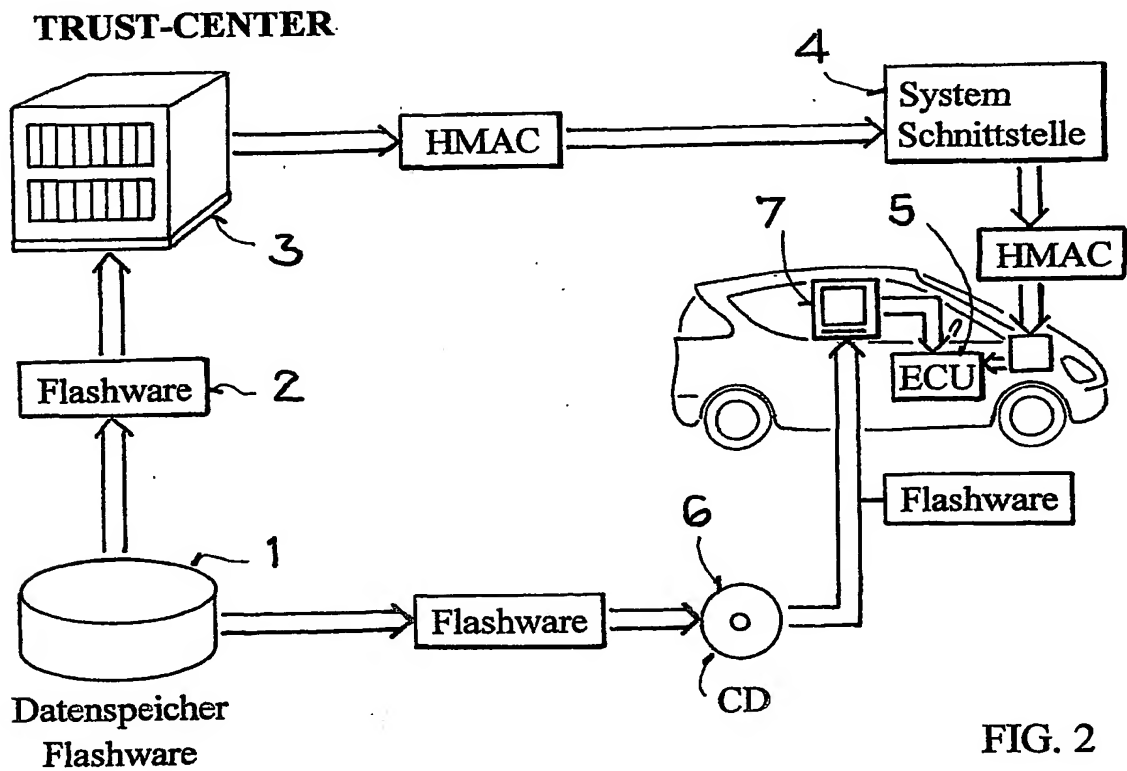 TRUST-CENTER
4
System
Schnittstelle
HMAC
3
7
5
HMAC
Flashware
2
ECU
6
Flashware
1
Flashware
CD
Datenspeicher
Flashware
FIG. 2